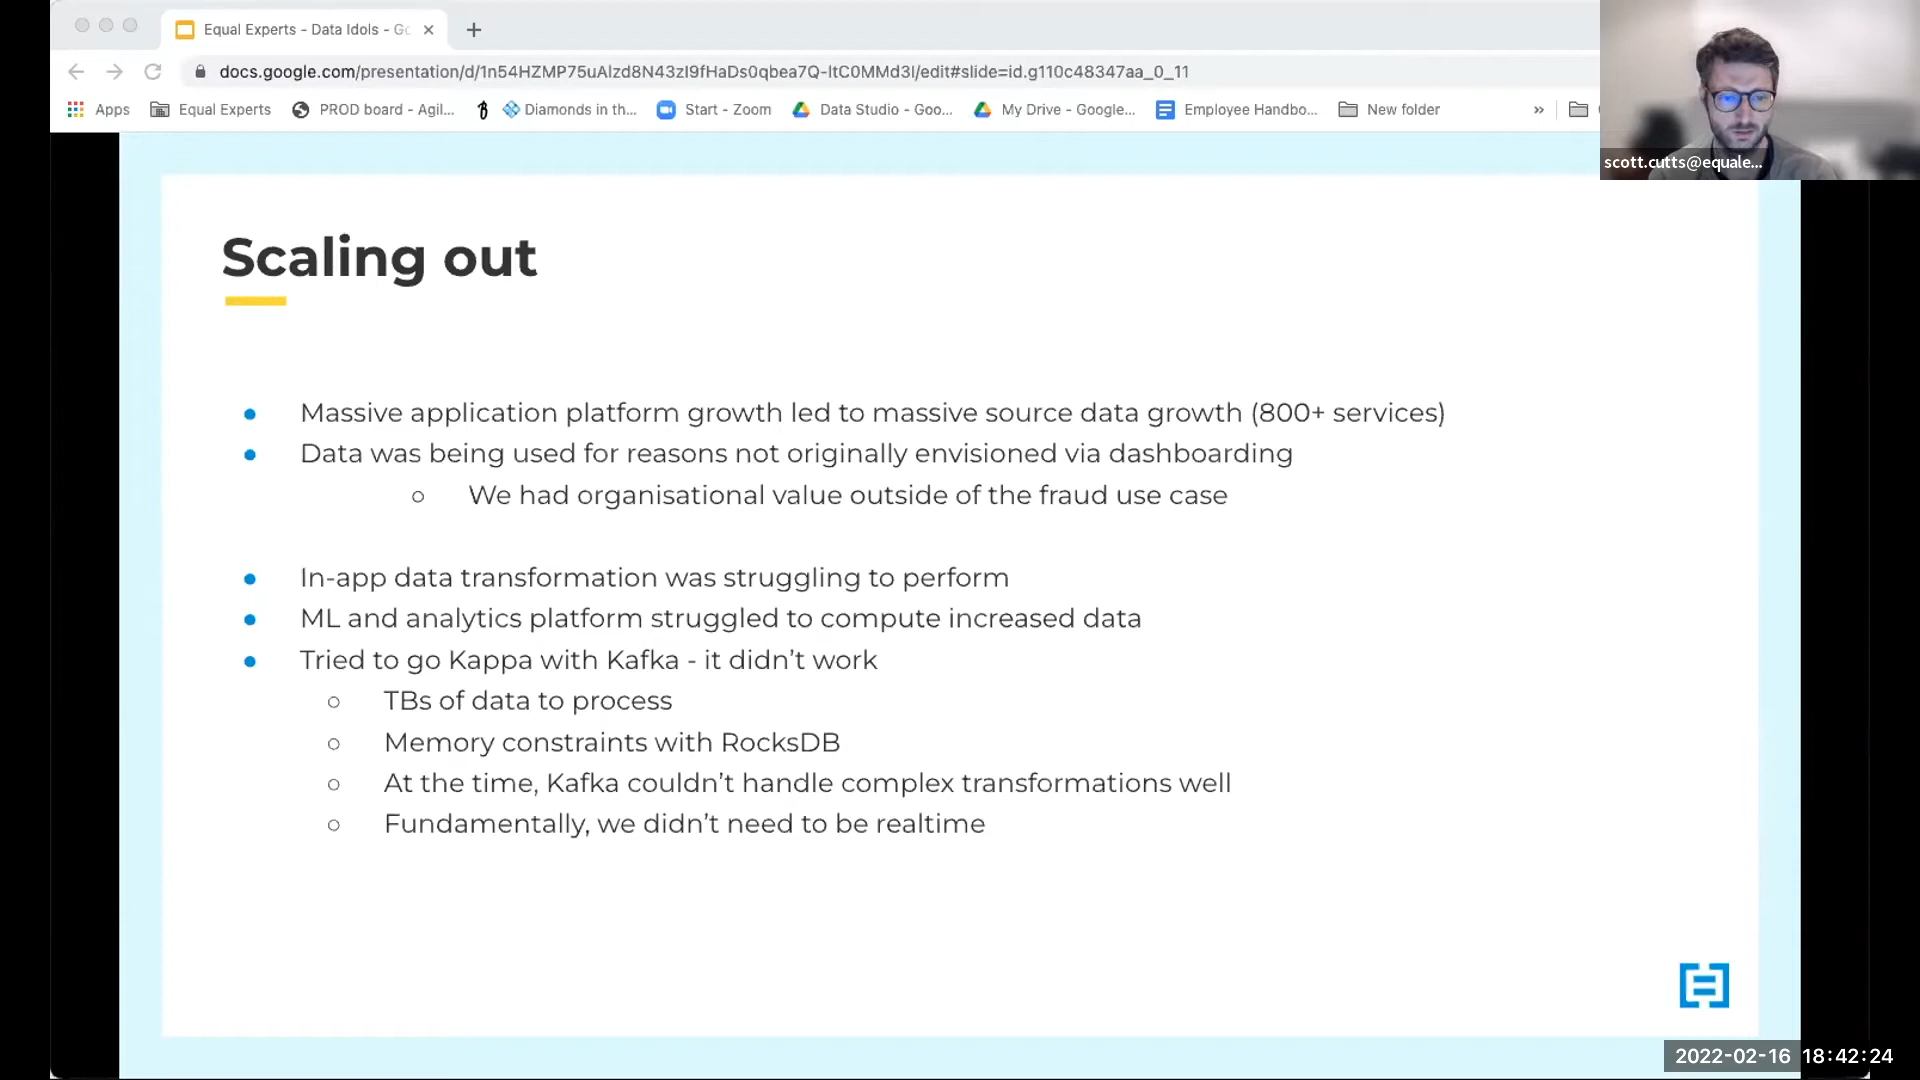 Equal Experts - Data Idols - Go
docs.google.com/presentation/d/1n54HZMP75uAlzd8N43zI9fHaDs0qbea7Q-ItC0MMd3I/edit#slide=id.g110c48347aa_0_11
Apps Equal Experts PROD board - Agil... Diamonds in th... Start - Zoom Data Studio - Goo... My Drive - Google... Employee Handbo... New folder »
scott.cutts@equale...
Scaling out
● Massive application platform growth led to massive source data growth (800+ services)
● Data was being used for reasons not originally envisioned via dashboarding
○ We had organisational value outside of the fraud use case
● In-app data transformation was struggling to perform
● ML and analytics platform struggled to compute increased data
● Tried to go Kappa with Kafka - it didn’t work
○ TBs of data to process
○ Memory constraints with RocksDB
○ At the time, Kafka couldn’t handle complex transformations well
○ Fundamentally, we didn’t need to be realtime
2022-02-16 18:42:24